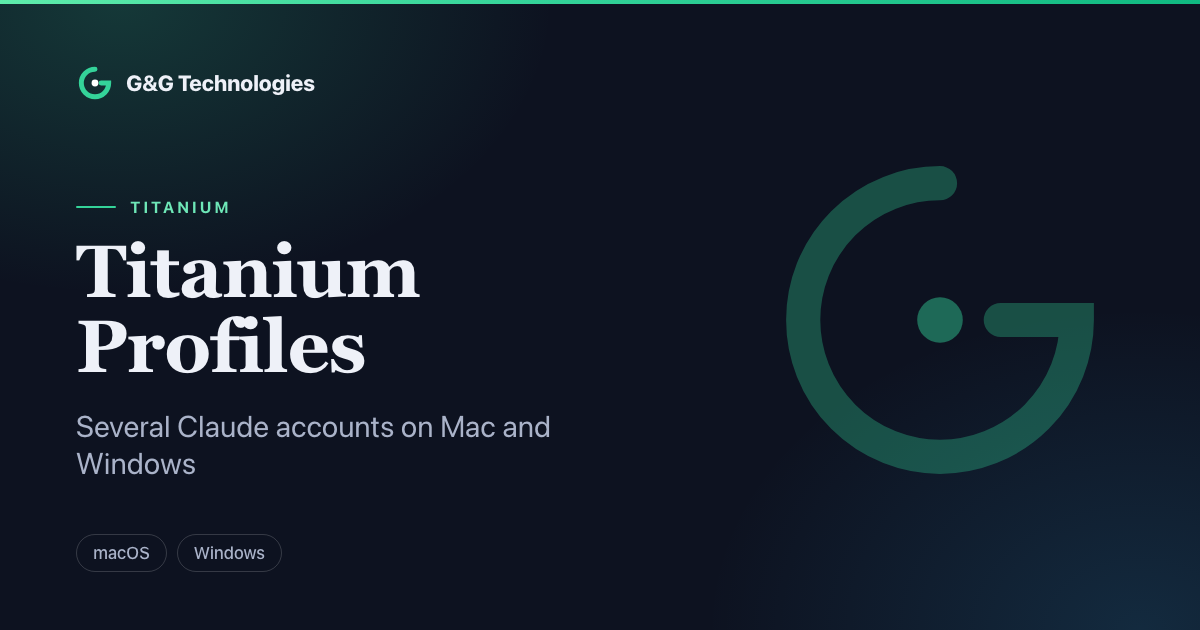 G&G Technologies
TITANIUM
Titanium
Profiles
Several Claude accounts on Mac and
Windows
macOS
Windows